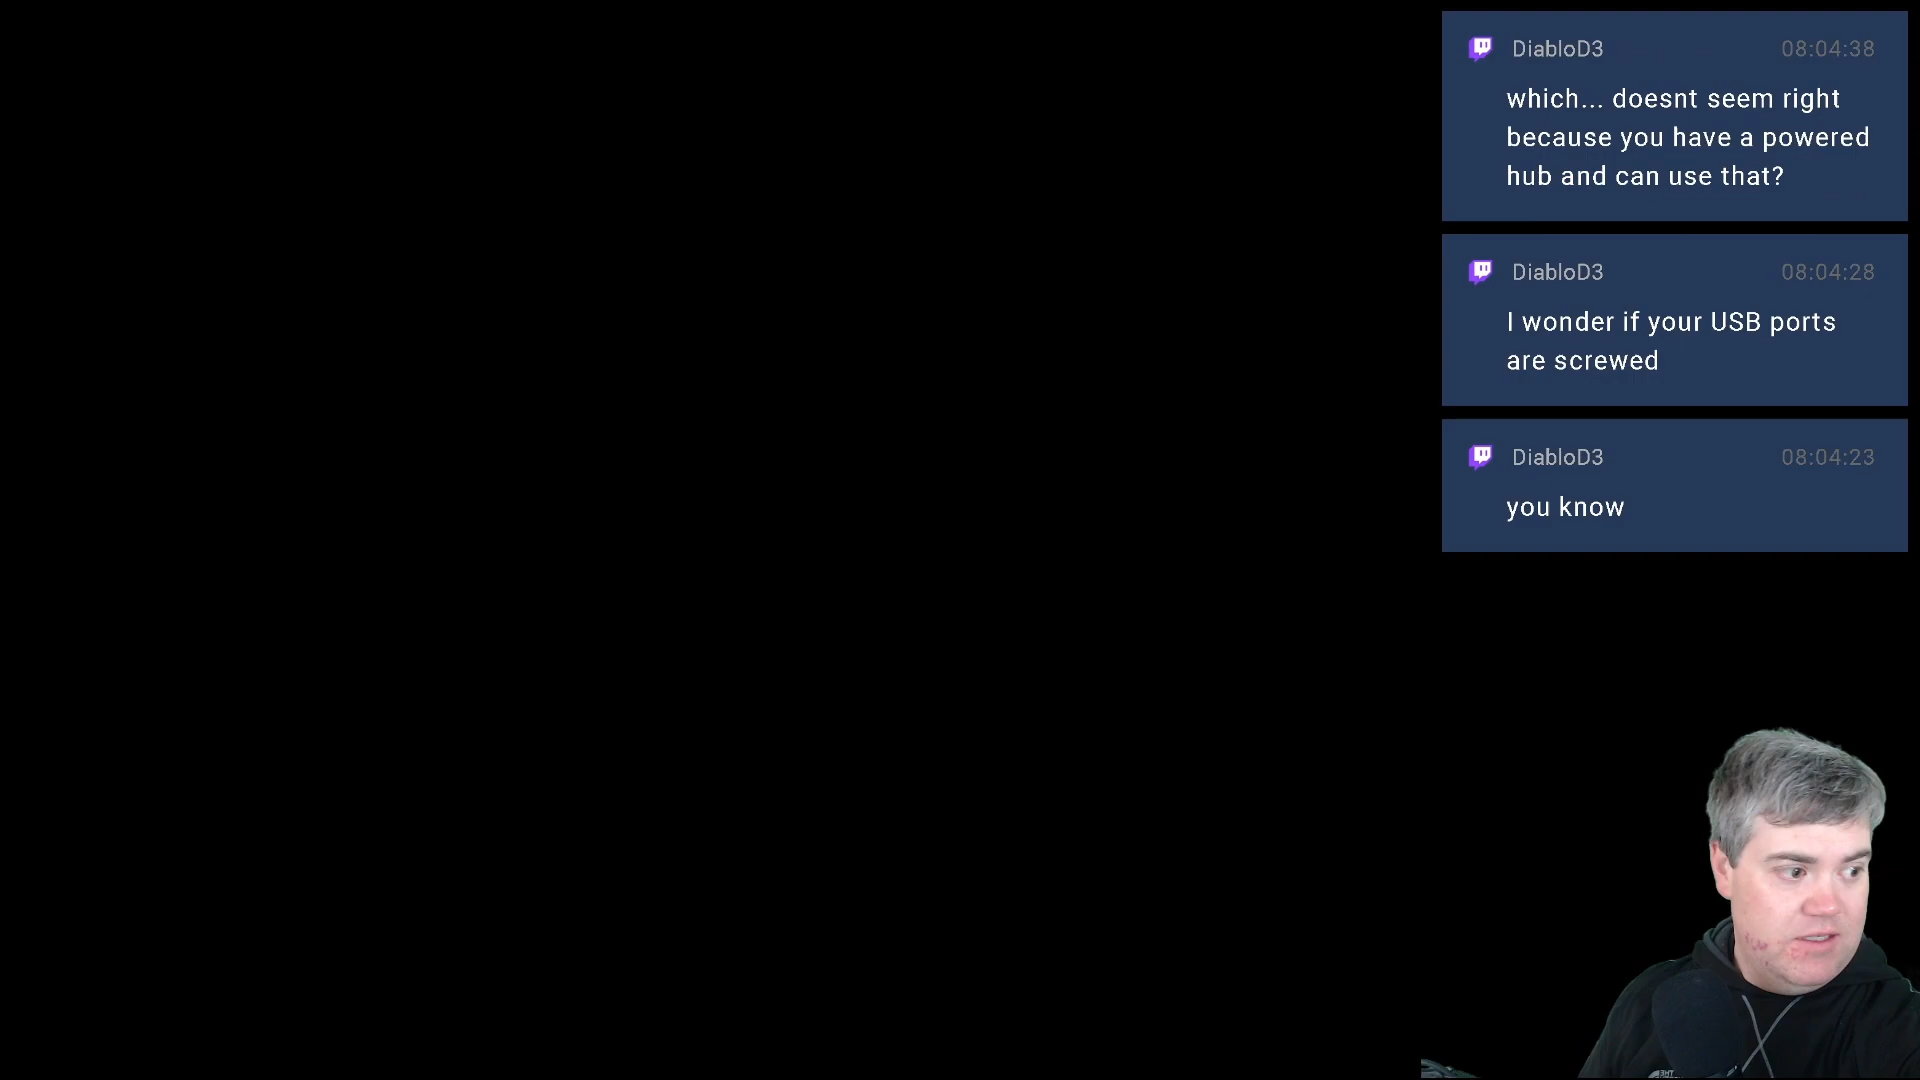 DiabloD3 08:04:38
which... doesnt seem right
because you have a powered
hub and can use that?
DiabloD3 08:04:28
I wonder if your USB ports
are screwed
DiabloD3 08:04:23
you know